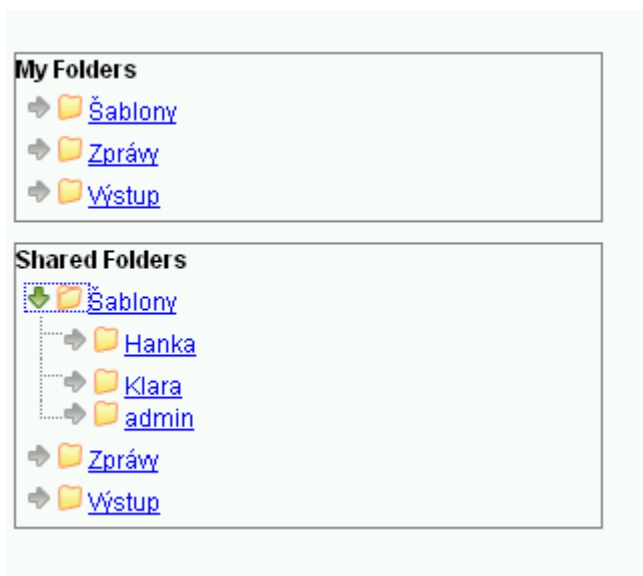 My Folders
Šablony
Zprávy
Výstup
Shared Folders
Šablony
Hanka
Klara
admin
Zprávy
Výstup